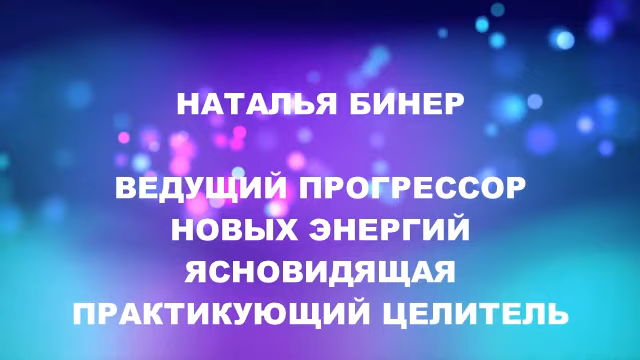 НАТАЛЬЯ БИНЕР
ВЕДУЩИЙ ПРОГРЕССОР
НОВЫХ ЭНЕРГИЙ
ЯСНОВИДЯЩАЯ
ПРАКТИКУЮЩИЙ ЦЕЛИТЕЛЬ